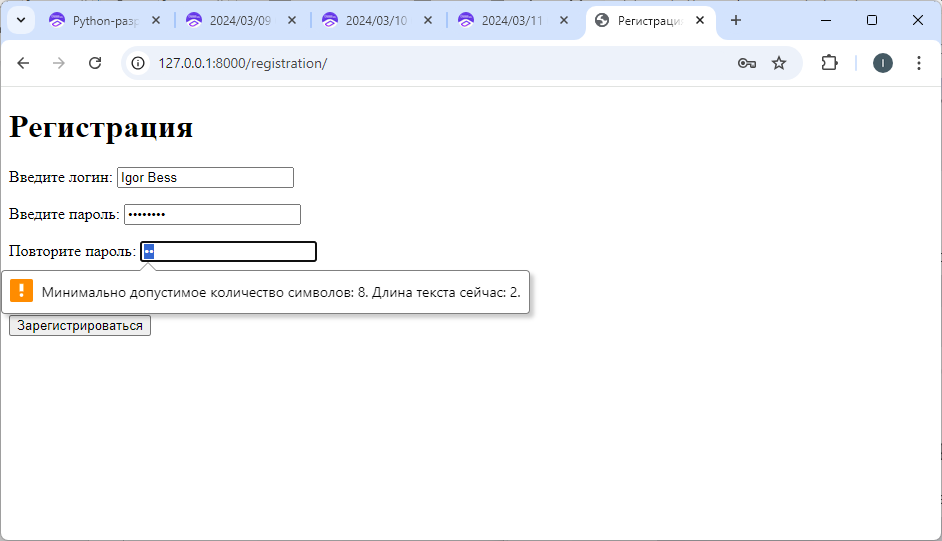 Python-разр
2024/03/09
2024/03/10
2024/03/11
Регистрация
127.0.0.1:8000/registration/
I
Регистрация
Введите логин: Igor Bess
Введите пароль: ••••••••
Повторите пароль: ••
Минимально допустимое количество символов: 8. Длина текста сейчас: 2.
Зарегистрироваться